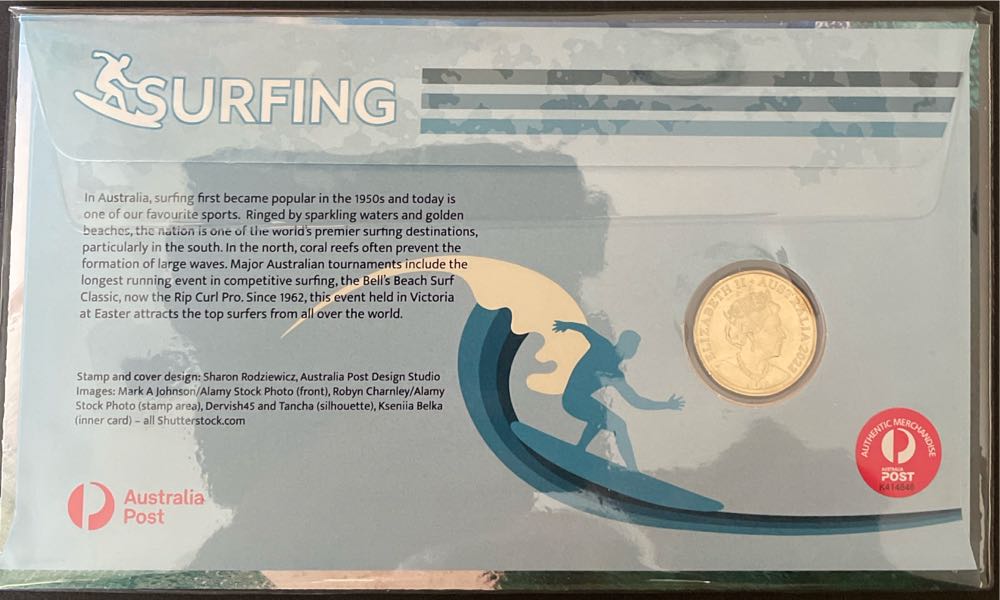 SURFING
In Australia, surfing first became popular in the 1950s and today is
one of our favourite sports. Ringed by sparkling waters and golden
beaches, the nation is one of the world's premier surfing destinations,
particularly in the south. In the north, coral reefs often prevent the
formation of large waves. Major Australian tournaments include the
longest running event in competitive surfing, the Bell's Beach Surf
Classic, now the Rip Curl Pro. Since 1962, this event held in Victoria
at Easter attracts the top surfers from all over the world.
Stamp and cover design: Sharon Rodziewicz, Australia Post Design Studio
Images: Mark A Johnson/Alamy Stock Photo (front), Robyn Charnley/Alamy
Stock Photo (stamp area), Dervish45 and Tancha (silhouette), Kseniia Belka
(inner card) – all Shutterstock.com
Australia
Post
ELIZABETH II · AUSTRALIA
AUTHENTIC MERCHANDISE
AUSTRALIA
POST